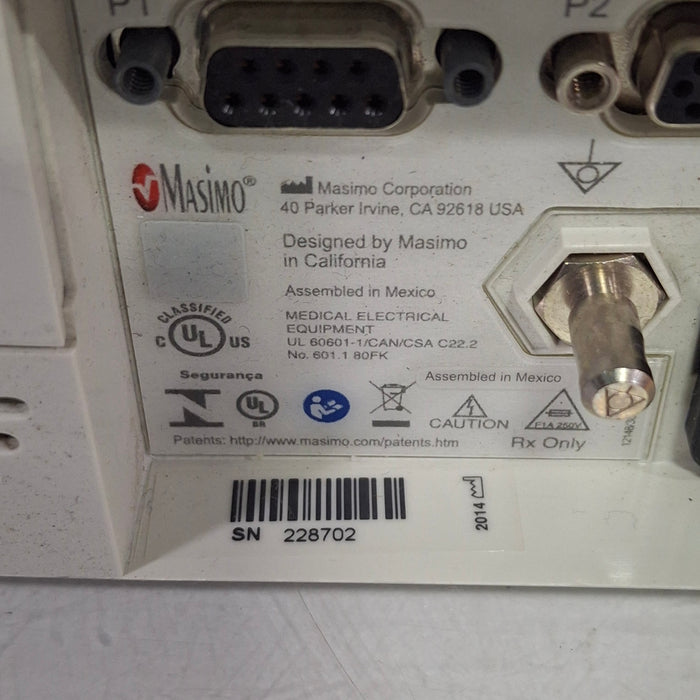 P1
P2
Masimo®
Masimo Corporation
40 Parker Irvine, CA 92618 USA
Designed by Masimo
in California
Assembled in Mexico
CLASSIFIED
C UL US
MEDICAL ELECTRICAL
EQUIPMENT
UL 60601-1/CAN/CSA C22.2
No. 601.1 80FK
Segurança
UL
BR
Assembled in Mexico
CAUTION
F1A 250V
Rx Only
Patents: http://www.masimo.com/patents.htm
SN 228702
2014